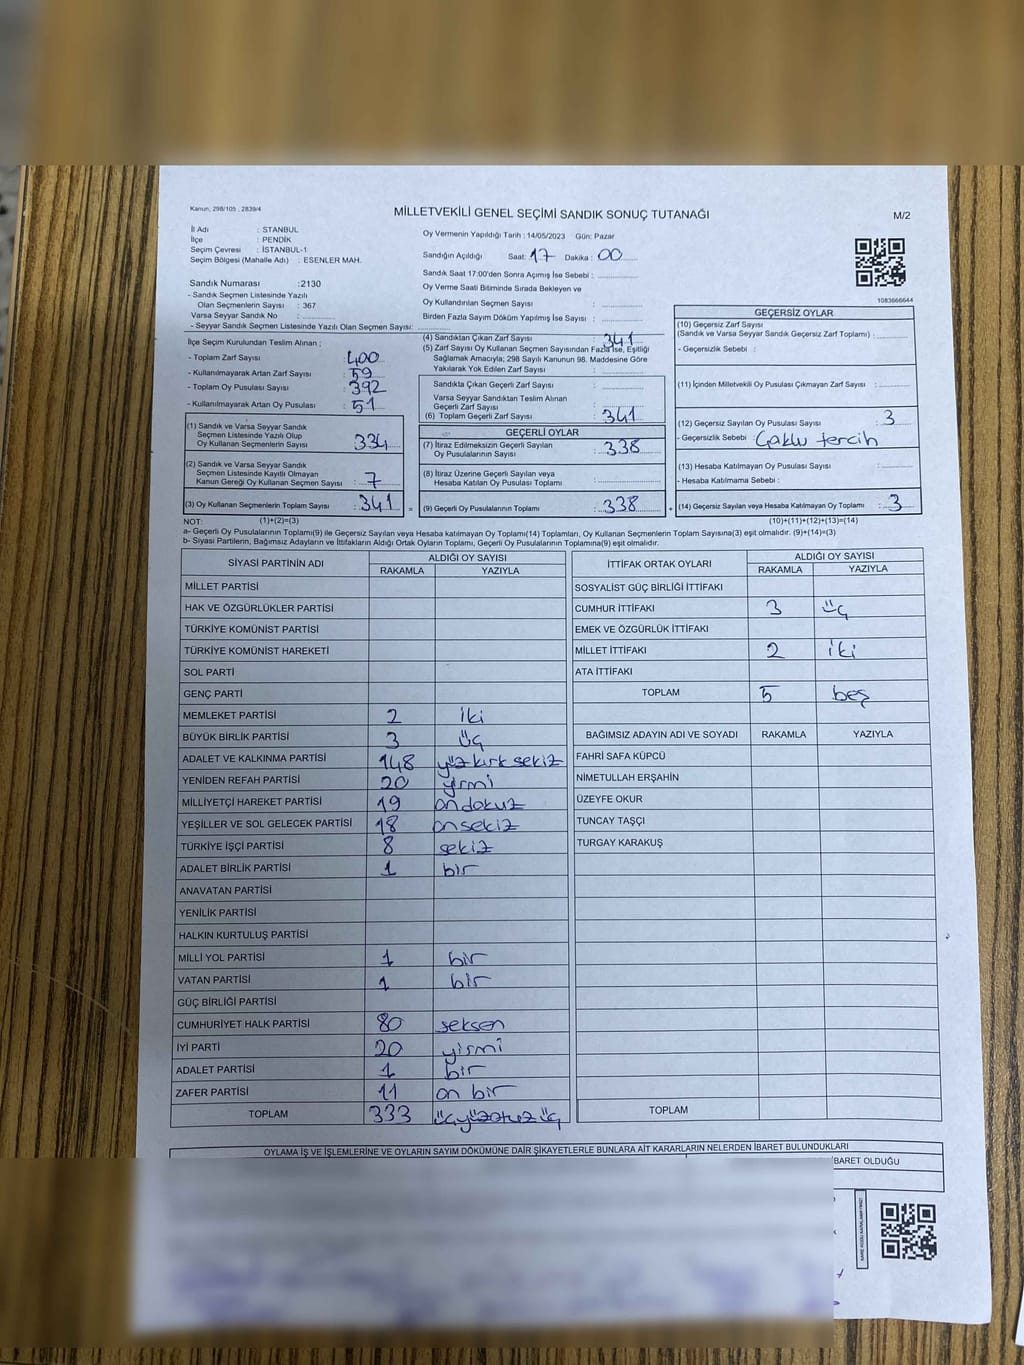 Kanun, 298/105 , 2839/4
MİLLETVEKİLİ GENEL SEÇİMİ SANDIK SONUÇ TUTANAĞI
M/2
İl Adı : STANBUL
İlçe : PENDİK
Seçim Çevresi : İSTANBUL-1
Seçim Bölgesi (Mahalle Adı) : ESENLER MAH.
Sandık Numarası :2130
- Sandık Seçmen Listesinde Yazılı
Olan Seçmenlerin Sayısı : 367
Varsa Seyyar Sandık No :
- Seyyar Sandık Seçmen Listesinde Yazılı Olan Seçmen Sayısı:
İlçe Seçim Kurulundan Teslim Alınan ;
- Toplam Zarf Sayısı : 400
- Kullanılmayarak Artan Zarf Sayısı : 59
- Toplam Oy Pusulası Sayısı : 392
- Kullanılmayarak Artan Oy Pusulası : 51
(1) Sandık ve Varsa Seyyar Sandık
Seçmen Listesinde Yazılı Olup
Oy Kullanan Seçmenlerin Sayısı : 334
(2) Sandık ve Varsa Seyyar Sandık
Seçmen Listesinde Kayıtlı Olmayan
Kanun Gereği Oy Kullanan Seçmen Sayısı : 7
(3) Oy Kullanan Seçmenlerin Toplam Sayısı : 341 =
Oy Vermenin Yapıldığı Tarih : 14/05/2023 Gün: Pazar
Sandığın Açıldığı Saat: 17 Dakika : 00
Sandık Saat 17:00'den Sonra Açımış İse Sebebi :
Oy Verme Saati Bitiminde Sırada Bekleyen ve
Oy Kullandırılan Seçmen Sayısı :
Birden Fazla Sayım Döküm Yapılmış İse Sayısı :
(4) Sandıktan Çıkan Zarf Sayısı : 341
(5) Zarf Sayısı Oy Kullanan Seçmen Sayısından Fazla İse, Eşitliği
Sağlamak Amacıyla; 298 Sayılı Kanunun 98. Maddesine Göre
Yakılarak Yok Edilen Zarf Sayısı :
Sandıkta Çıkan Geçerli Zarf Sayısı :
Varsa Seyyar Sandıktan Teslim Alınan
Geçerli Zarf Sayısı :
(6) Toplam Geçerli Zarf Sayısı : 341
GEÇERLİ OYLAR
(7) İtiraz Edilmeksizin Geçerli Sayılan
Oy Pusulalarının Sayısı : 338
(8) İtiraz Üzerine Geçerli Sayılan veya
Hesaba Katılan Oy Pusulası Toplamı :
(9) Geçerli Oy Pusulalarının Toplamı : 338 +
1083666644
GEÇERSİZ OYLAR
(10) Geçersiz Zarf Sayısı
(Sandık ve Varsa Seyyar Sandık Geçersiz Zarf Toplamı) :
- Geçersizlik Sebebi :
(11) İçinden Milletvekili Oy Pusulası Çıkmayan Zarf Sayısı :
(12) Geçersiz Sayılan Oy Pusulası Sayısı : 3
- Geçersizlik Sebebi : Çoklu tercih
(13) Hesaba Katılmayan Oy Pusulası Sayısı :
- Hesaba Katılmama Sebebi :
(14) Geçersiz Sayılan veya Hesaba Katılmayan Oy Toplamı : 3
NOT: (1)+(2)=(3) (10)+(11)+(12)+(13)=(14)
a- Geçerli Oy Pusulalarının Toplamı(9) ile Geçersiz Sayılan veya Hesaba Katılmayan Oy Toplamı(14) Toplamları, Oy Kullanan Seçmenlerin Toplam Sayısına(3) eşit olmalıdır. (9)+(14)=(3)
b- Siyasi Partilerin, Bağımsız Adayların ve İttifakların Aldığı Ortak Oyların Toplamı, Geçerli Oy Pusulalarının Toplamına(9) eşit olmalıdır.
SİYASİ PARTİNİN ADI ALDIĞI OY SAYISI
RAKAMLA YAZIYLA
MİLLET PARTİSİ
HAK VE ÖZGÜRLÜKLER PARTİSİ
TÜRKİYE KOMÜNİST PARTİSİ
TÜRKİYE KOMÜNİST HAREKETİ
SOL PARTİ
GENÇ PARTİ
MEMLEKET PARTİSİ 2 iki
BÜYÜK BİRLİK PARTİSİ 3 üç
ADALET VE KALKINMA PARTİSİ 148 yüz kırk sekiz
YENİDEN REFAH PARTİSİ 20 yirmi
MİLLİYETÇİ HAREKET PARTİSİ 19 ondokuz
YEŞİLLER VE SOL GELECEK PARTİSİ 18 onsekiz
TÜRKİYE İŞÇİ PARTİSİ 8 sekiz
ADALET BİRLİK PARTİSİ 1 bir
ANAVATAN PARTİSİ
YENİLİK PARTİSİ
HALKIN KURTULUŞ PARTİSİ
MİLLİ YOL PARTİSİ 1 bir
VATAN PARTİSİ 1 bir
GÜÇ BİRLİĞİ PARTİSİ
CUMHURİYET HALK PARTİSİ 80 seksen
İYİ PARTİ 20 yirmi
ADALET PARTİSİ 1 bir
ZAFER PARTİSİ 11 on bir
TOPLAM 333 üçyüzotuz üç
İTTİFAK ORTAK OYLARI ALDIĞI OY SAYISI
RAKAMLA YAZIYLA
SOSYALİST GÜÇ BİRLİĞİ İTTİFAKI
CUMHUR İTTİFAKI 3 üç
EMEK VE ÖZGÜRLÜK İTTİFAKI
MİLLET İTTİFAKI 2 iki
ATA İTTİFAKI
TOPLAM 5 beş
BAĞIMSIZ ADAYIN ADI VE SOYADI RAKAMLA YAZIYLA
FAHRİ SAFA KÜPCÜ
NİMETULLAH ERŞAHİN
ÜZEYFE OKUR
TUNCAY TAŞÇI
TURGAY KARAKUŞ
TOPLAM
OYLAMA İŞ VE İŞLEMLERİNE VE OYLARIN SAYIM DÖKÜMÜNE DAİR ŞİKAYETLERLE BUNLARA AİT KARARLARIN NELERDEN İBARET BULUNDUKLARI
BARET OLDUĞU